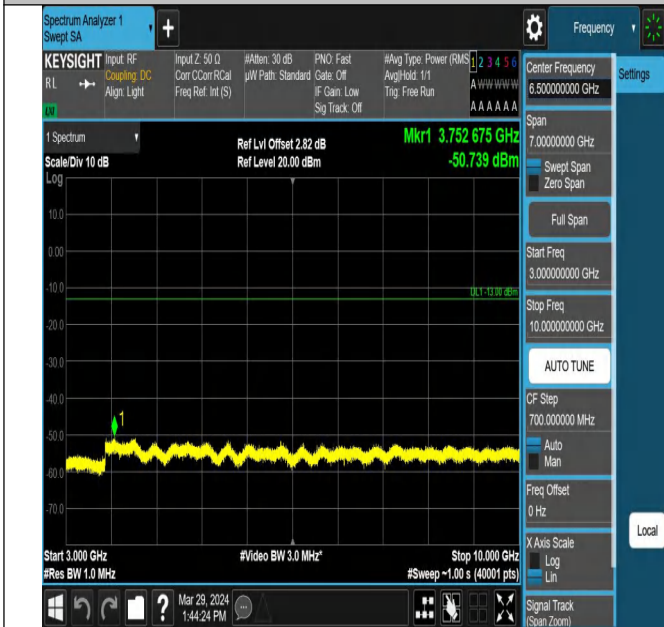 Spectrum Analyzer 1
Swept SA
Frequency
KEYSIGHT
RL
LXI
Input: RF
Coupling: DC
Align: Light
Input Z: 50 Ω
Corr CCorr RCal
Freq Ref: Int (S)
#Atten: 30 dB
µW Path: Standard
PNO: Fast
Gate: Off
IF Gain: Low
Sig Track: Off
#Avg Type: Power (RMS
Avg|Hold: 1/1
Trig: Free Run
1 2 3 4 5 6
A W W W W W
A A A A A A
1 Spectrum
Scale/Div 10 dB
Log
Ref Lvl Offset 2.82 dB
Ref Level 20.00 dBm
Mkr1 3.752 675 GHz
-50.739 dBm
10.0
0.00
-10.0
DL1 -13.00 dBm
-20.0
-30.0
-40.0
1
-50.0
-60.0
-70.0
Start 3.000 GHz
#Res BW 1.0 MHz
#Video BW 3.0 MHz*
Stop 10.000 GHz
#Sweep ~1.00 s (40001 pts)
?
Mar 29, 2024
1:44:24 PM
Center Frequency
6.500000000 GHz
Settings
Span
7.00000000 GHz
Swept Span
Zero Span
Full Span
Start Freq
3.000000000 GHz
Stop Freq
10.000000000 GHz
AUTO TUNE
CF Step
700.000000 MHz
Auto
Man
Freq Offset
0 Hz
Local
X Axis Scale
Log
Lin
Signal Track
(Span Zoom)